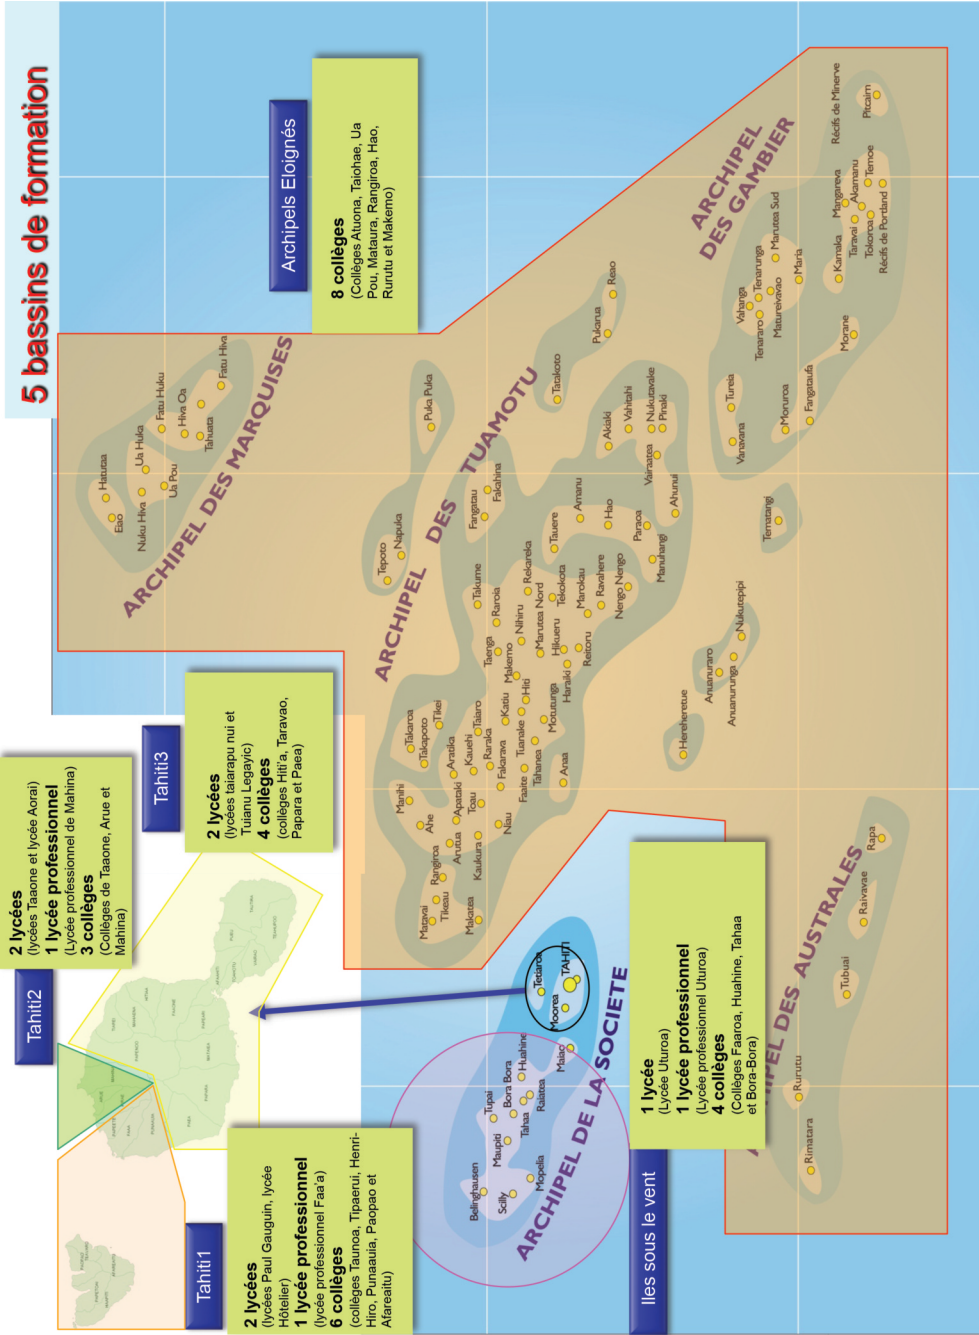 5 bassins de formation
Tahiti1
2 lycées
(lycées Paul Gauguin, lycée
Hôtelier)
1 lycée professionnel
(lycée professionnel Faa'a)
6 collèges
(collèges Taunoa, Tipaerui, Henri-
Hiro, Punaauia, Paopao et
Afareaitu)
Tahiti2
2 lycées
(lycées Taaone et lycée Aorai)
1 lycée professionnel
(Lycée professionnel de Mahina)
3 collèges
(Collèges de Taaone, Arue et
Mahina)
Tahiti3
2 lycées
(lycées taiarapu nui et
Tuianu Legayic)
4 collèges
(collèges Hiti'a, Taravao,
Papara et Paea)
Archipels Eloignés
8 collèges
(Collèges Atuona, Taiohae, Ua
Pou, Mataura, Rangiroa, Hao,
Rurutu et Makemo)
Iles sous le vent
1 lycée
(Lycée Uturoa)
1 lycée professionnel
(Lycée professionnel Uturoa)
4 collèges
(Collèges Faaroa, Huahine, Tahaa
et Bora-Bora)
ARCHIPEL DES MARQUISES
Hatutaa
Eiao
Nuku Hiva
Ua Huka
Ua Pou
Fatu Huku
Hiva Oa
Tahuata
Fatu Hiva
ARCHIPEL DES TUAMOTU
Tepoto
Napuka
Puka Puka
Manihi
Ahe
Takaroa
Takapoto
Tikei
Mataivai
Tikeau
Rangiroa
Makatea
Arutua
Kaukura
Apataki
Aratika
Toau
Kauehi
Niau
Raraka
Taiaro
Fakarava
Faaite
Katiu
Tuanake
Hiti
Tahanea
Motutunga
Anaa
Makemo
Taenga
Raroia
Takume
Nihiru
Marutea Nord
Rekareka
Tekokota
Tauere
Hikueru
Haraiki
Reitoru
Marokau
Ravahere
Nengo Nengo
Manuhangi
Paraoa
Hao
Amanu
Fangatau
Fakahina
Ahunui
Vairaatea
Akiaki
Vahitahi
Nukutavake
Pinaki
Tatakoto
Pukarua
Reao
Hereheretue
Anuanuraro
Anuanurunga
Nukutepipi
Tematangi
Vanavana
Tureia
Moruroa
Fangataufa
Tenararo
Vahanga
Tenarunga
Matureivavao
Marutea Sud
Maria
Morane
ARCHIPEL
DES GAMBIER
Kamaka
Mangareva
Taravai
Akamanu
Tokoroa
Temoe
Récifs de Portland
Récifs de Minerve
Pitcairn
ARCHIPEL DE LA SOCIETE
Belinghausen
Scilly
Mopelia
Maupiti
Tupai
Bora Bora
Tahaa
Raiatea
Huahine
Maiao
Moorea
Tetiaroa
TAHITI
HIPEL DES AUSTRALES
Rimatara
Rurutu
Tubuai
Raivavae
Rapa